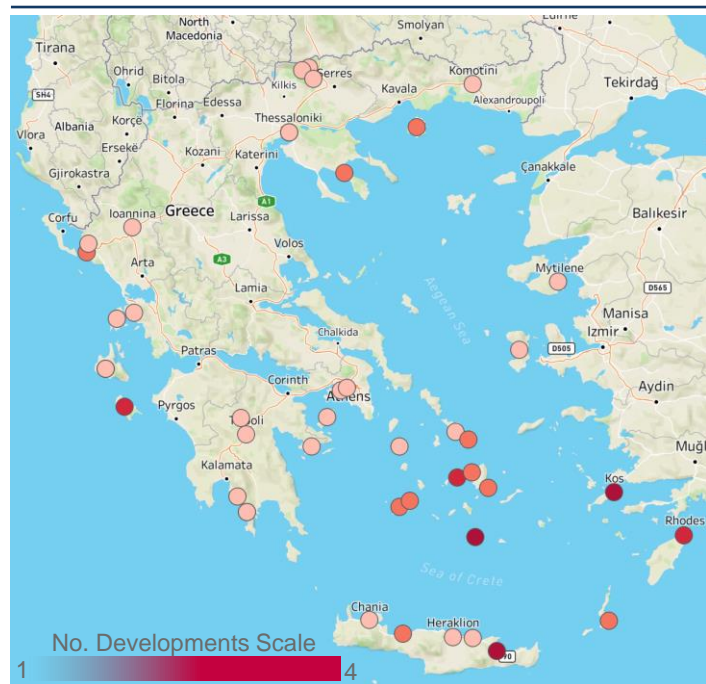 North
Macedonia
Smolyan
Edirne
Tirana
Ohrid
Bitola
Kilkis
Serres
Komotini
Kavala
Tekirdağ
SH4
Florina
Edessa
Alexandroupoli
Korçë
Thessaloniki
Albania
Vlora
Ersekë
Kozani
Katerini
Çanakkale
Gjirokastra
A1
Ioannina
Greece
Larissa
Balıkesir
Corfu
A3
Volos
Mytilene
Arta
Lamia
Aegean Sea
D565
Manisa
Chalkida
D505
Izmir
Patras
Corinth
Athens
Aydin
Pyrgos
Kalamata
Kos
Rhodes
Sea of Crete
Chania
Heraklion
90
No. Developments Scale
1
4